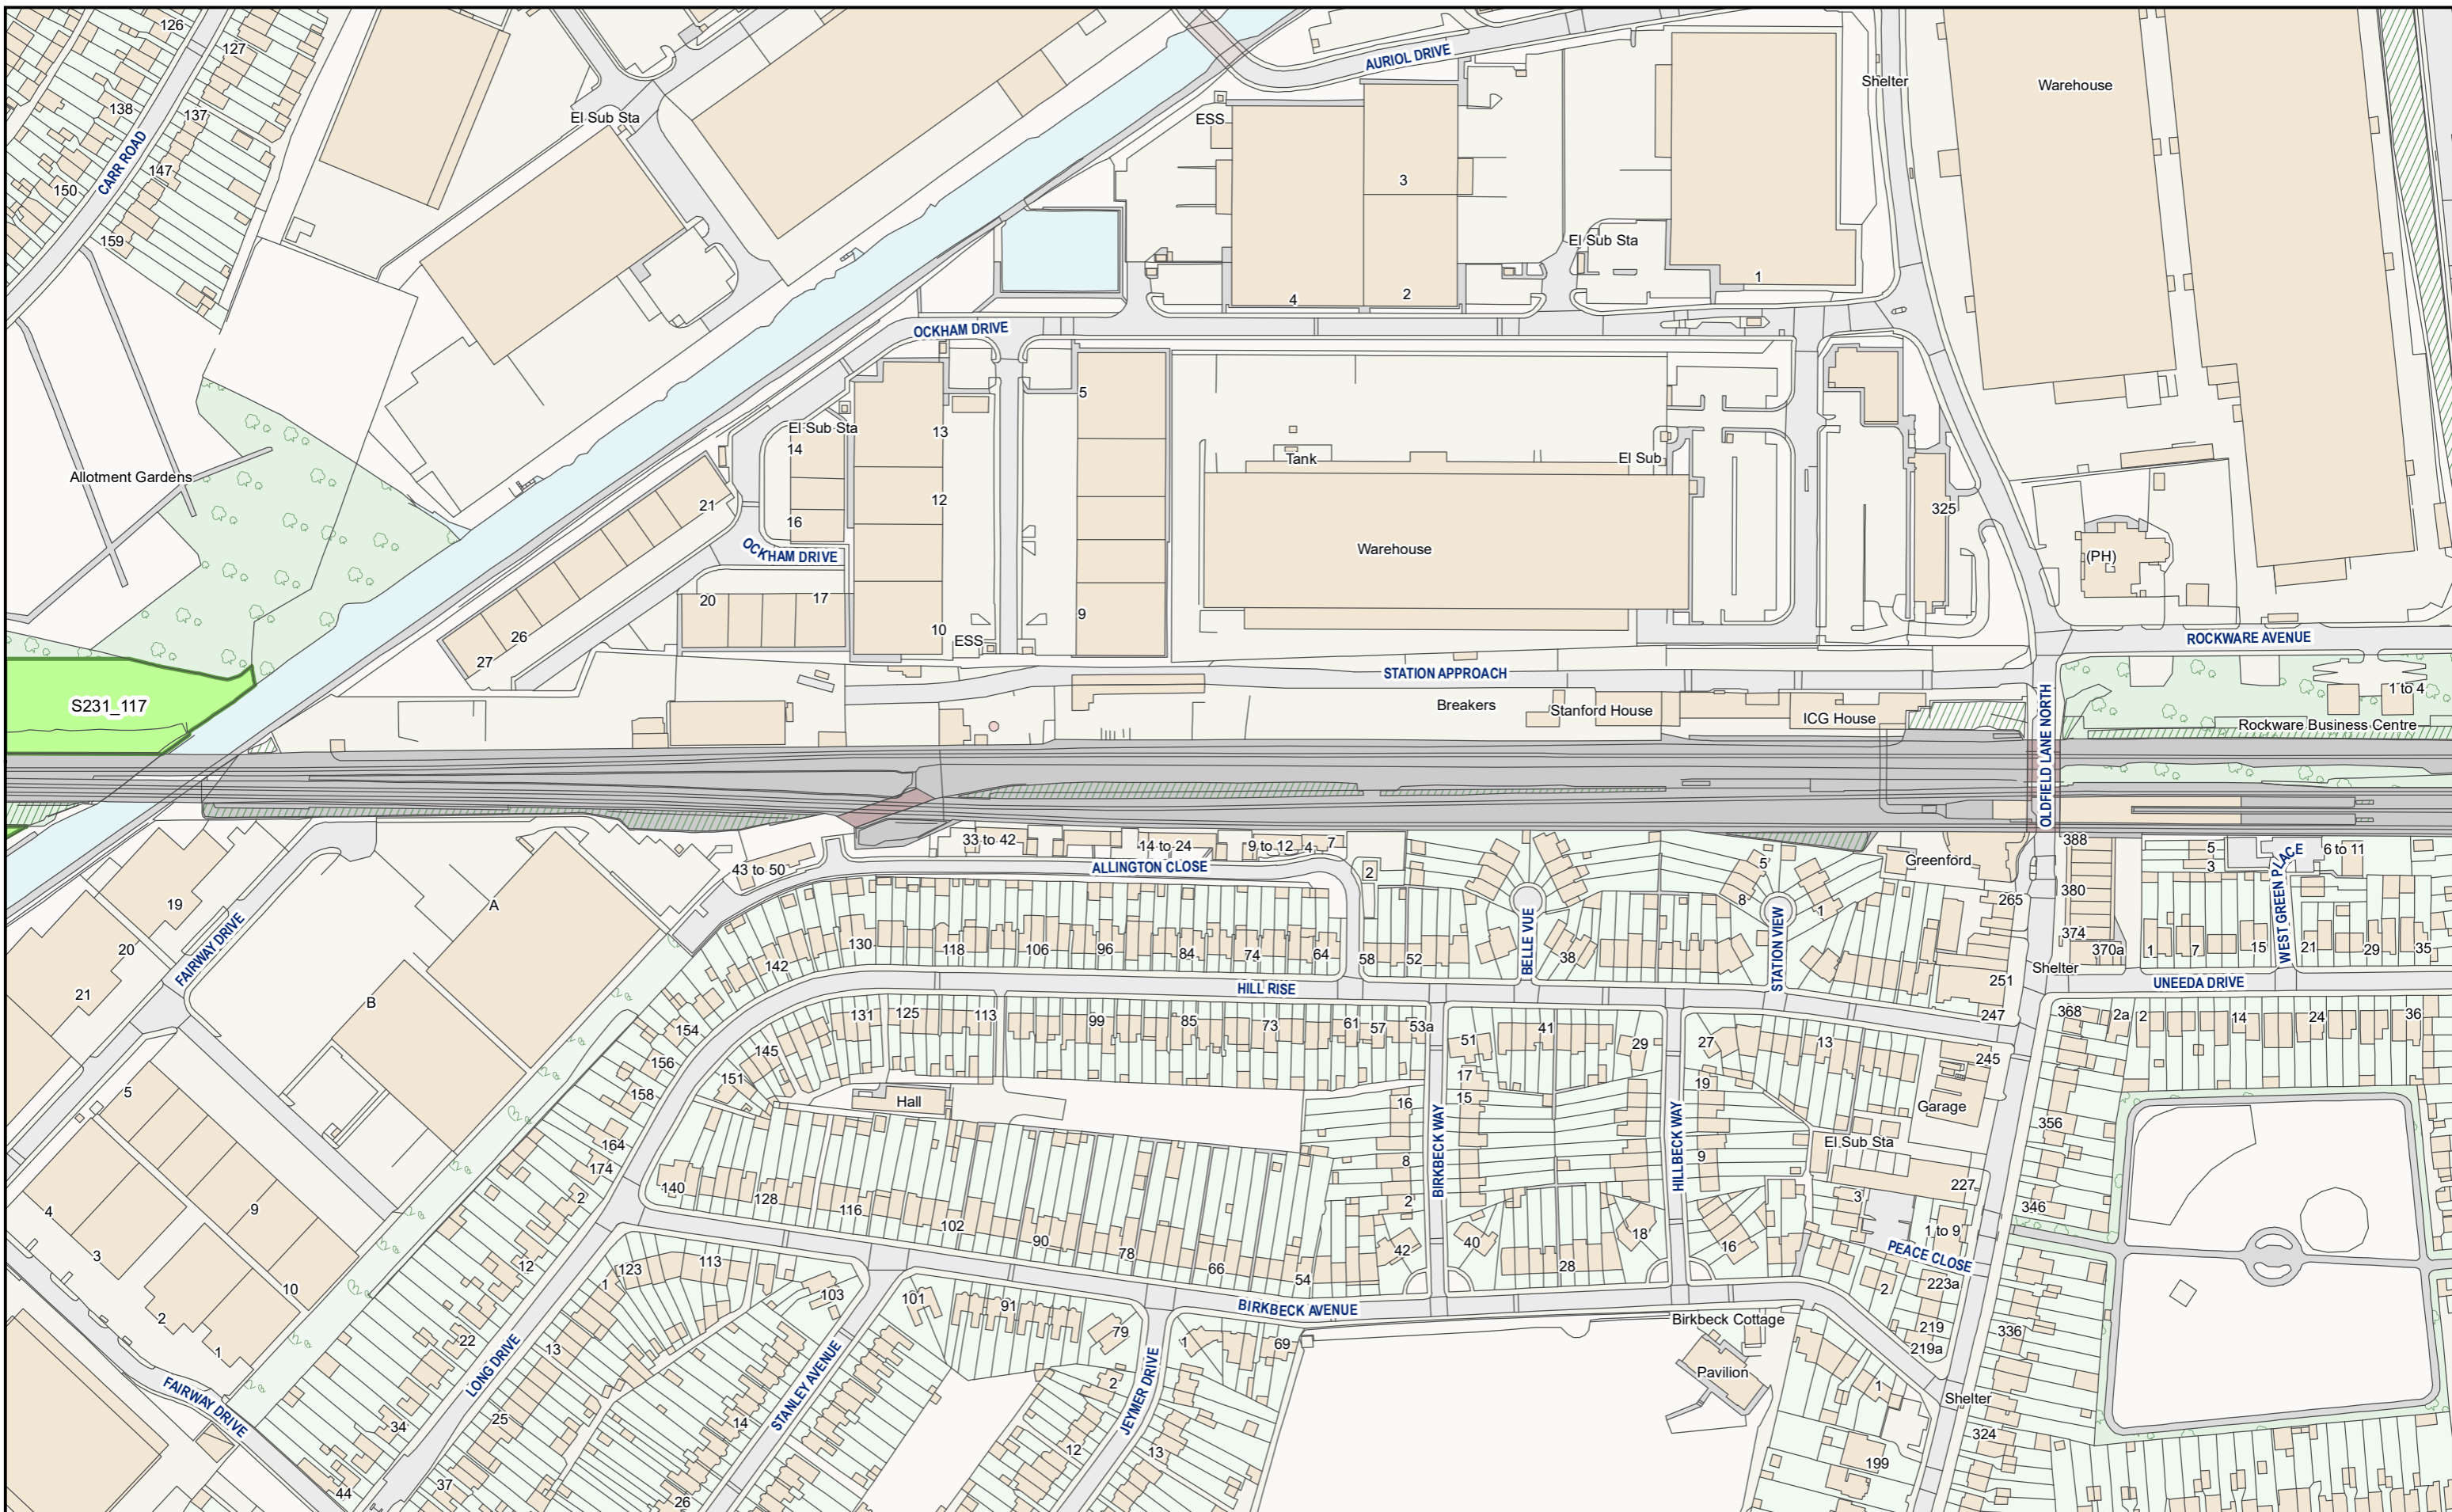 126
127
138
137
CARR ROAD
147
150
159
El Sub Sta
AURIOL DRIVE
Shelter
Warehouse
ESS
3
El Sub Sta
4
2
1
OCKHAM DRIVE
5
El Sub Sta
13
14
Tank
El Sub
Allotment Gardens
12
21
16
325
OCKHAM DRIVE
Warehouse
(PH)
20
17
9
26
10
ESS
27
ROCKWARE AVENUE
STATION APPROACH
S231_117
Breakers
Stanford House
ICG House
OLDFIELD LANE NORTH
1 to 4
Rockware Business Centre
33 to 42
14 to 24
9 to 12
4
7
388
5
3
6 to 11
43 to 50
ALLINGTON CLOSE
2
5
8
1
Greenford
380
265
WEST GREEN PLACE
19
A
FAIRWAY DRIVE
20
21
B
130
118
106
96
84
74
64
58
52
BELLE VUE
38
STATION VIEW
374
370a
1
7
15
21
29
35
142
Shelter
251
UNEEDA DRIVE
HILL RISE
247
368
2a
2
14
24
36
131
125
113
99
85
73
61
57
53a
51
41
29
27
13
245
154
145
156
151
158
5
Hall
17
15
16
19
Garage
356
BIRKBECK WAY
HILLBECK WAY
El Sub Sta
164
174
8
9
2
140
128
116
102
90
78
66
54
2
42
40
28
18
16
3
227
346
1 to 9
PEACE CLOSE
4
9
3
10
2
1
12
123
113
1
103
101
91
79
BIRKBECK AVENUE
1
69
Birkbeck Cottage
2
223a
219
219a
336
22
LONG DRIVE
13
STANLEY AVENUE
JEYMER DRIVE
2
Pavilion
1
Shelter
FAIRWAY DRIVE
34
25
14
12
13
324
199
44
37
26